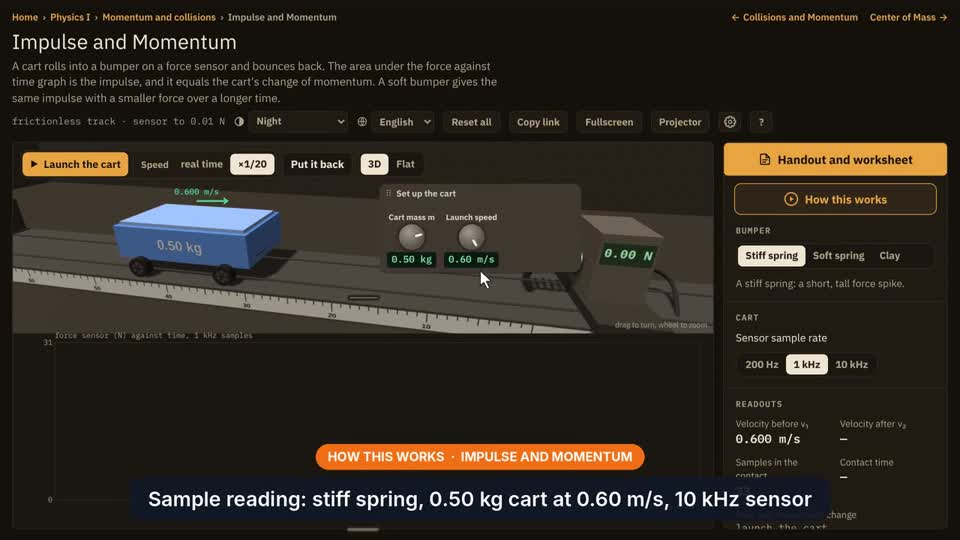 Home › Physics I › Momentum and collisions › Impulse and Momentum
← Collisions and Momentum Center of Mass →
Impulse and Momentum
A cart rolls into a bumper on a force sensor and bounces back. The area under the force against
time graph is the impulse, and it equals the cart's change of momentum. A soft bumper gives the
same impulse with a smaller force over a longer time.
frictionless track · sensor to 0.01 N Night English Reset all Copy link Fullscreen Projector ?
Launch the cart Speed real time ×1/20 Put it back 3D Flat
0.600 m/s
Set up the cart
Cart mass m Launch speed
0.50 kg 0.60 m/s
0.50 kg
0.00 N
50 40 30 20 10
drag to turn, wheel to zoom
force sensor (N) against time, 1 kHz samples
31
0
Handout and worksheet
How this works
BUMPER
Stiff spring Soft spring Clay
A stiff spring: a short, tall force spike.
CART
Sensor sample rate
200 Hz 1 kHz 10 kHz
READOUTS
Velocity before v₁ Velocity after v₂
0.600 m/s —
Samples in the contact Contact time
—
change
launch the cart
HOW THIS WORKS · IMPULSE AND MOMENTUM
Sample reading: stiff spring, 0.50 kg cart at 0.60 m/s, 10 kHz sensor